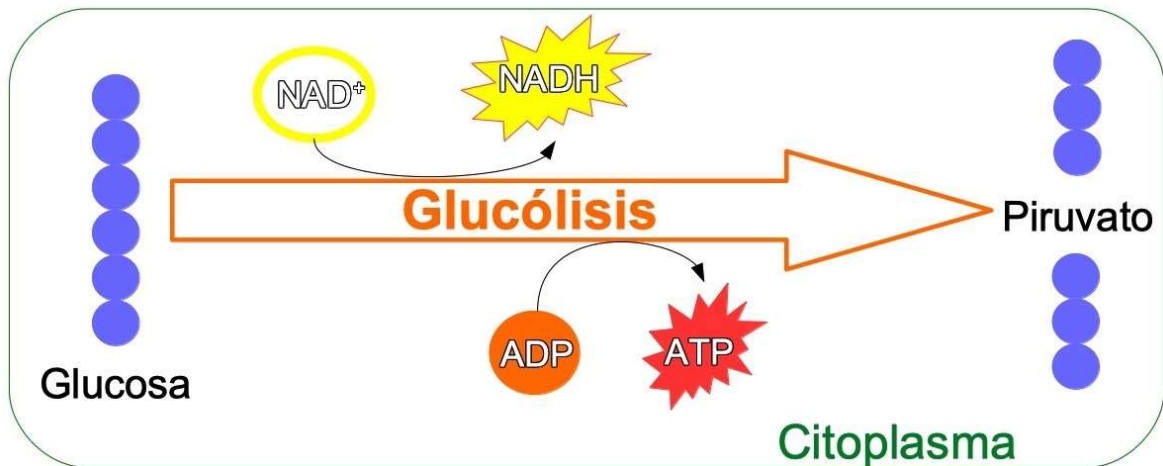 NAD+
NADH
Glucólisis
Piruvato
ADP
ATP
Glucosa
Citoplasma